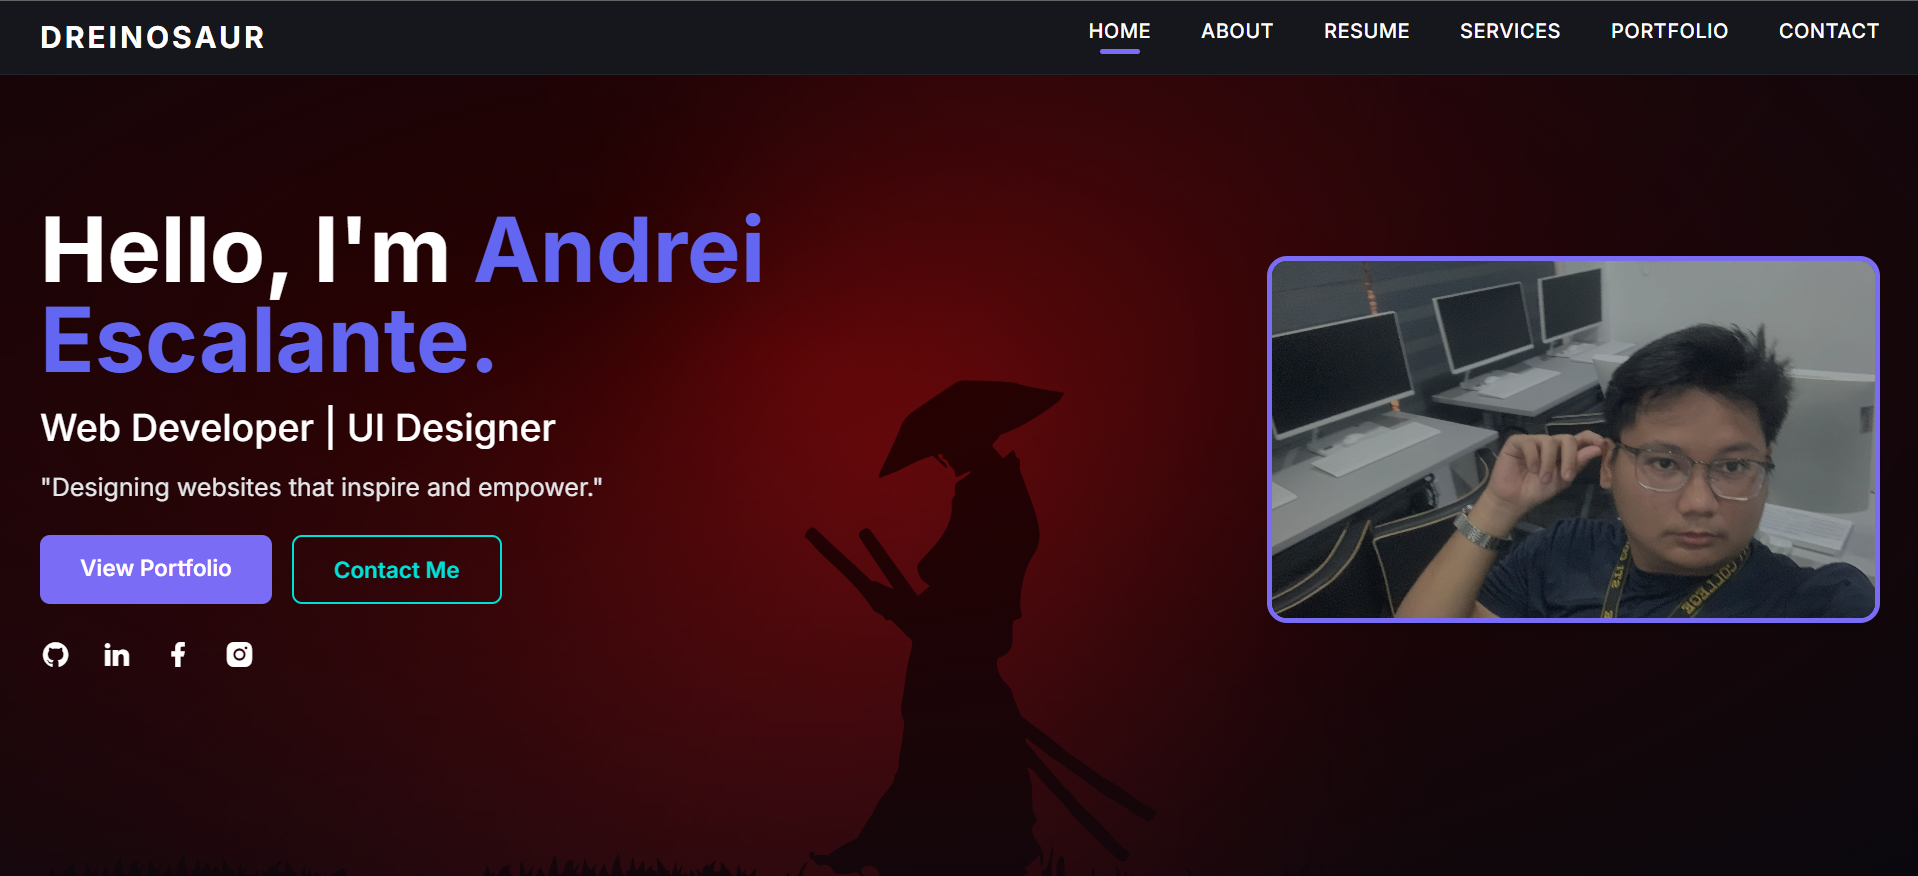 DREINOSAUR
HOME ABOUT RESUME SERVICES PORTFOLIO CONTACT
Hello, I'm Andrei
Escalante.
Web Developer | UI Designer
"Designing websites that inspire and empower."
View Portfolio Contact Me
COLLEGE